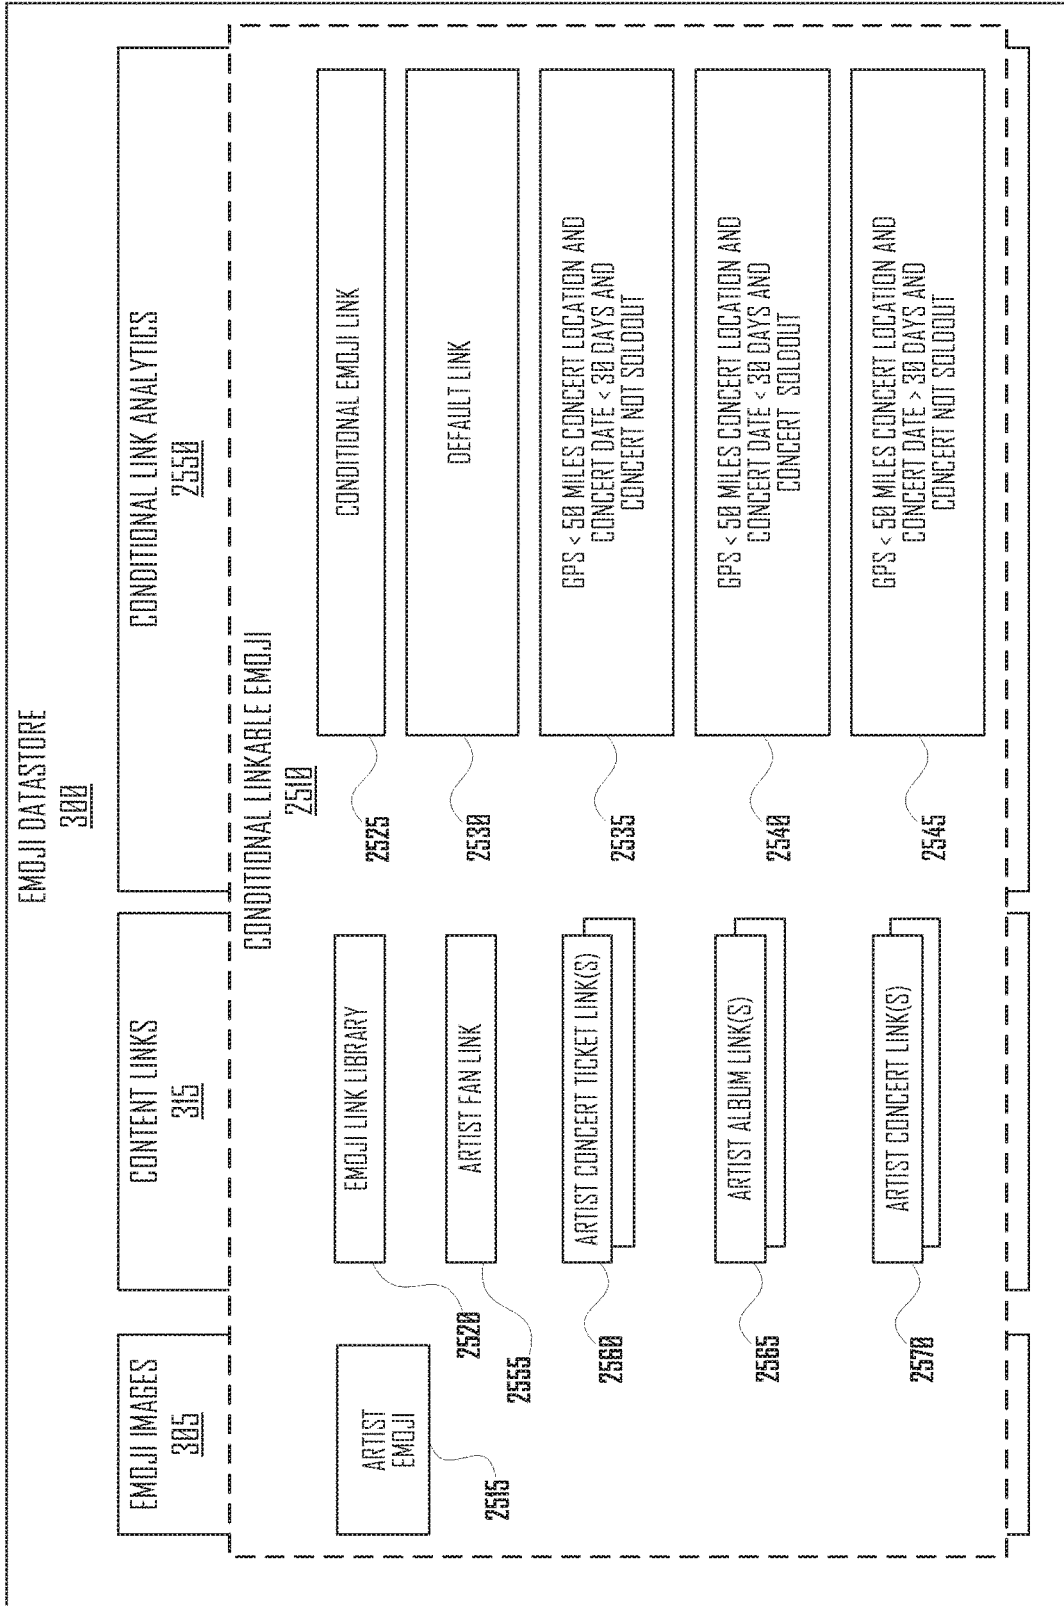 EMOJI DATASTORE
300
EMOJI IMAGES
305
CONTENT LINKS
315
CONDITIONAL LINK ANALYTICS
2550
CONDITIONAL LINKABLE EMOJI
2510
ARTIST
EMOJI
2515
EMOJI LINK LIBRARY
2520
CONDITIONAL EMOJI LINK
2525
ARTIST FAN LINK
2555
DEFAULT LINK
2530
ARTIST CONCERT TICKET LINK(S)
2560
GPS < 50 MILES CONCERT LOCATION AND
CONCERT DATE < 30 DAYS AND
CONCERT NOT SOLDOUT
2535
ARTIST ALBUM LINK(S)
2565
GPS < 50 MILES CONCERT LOCATION AND
CONCERT DATE < 30 DAYS AND
CONCERT SOLDOUT
2540
ARTIST CONCERT LINK(S)
2570
GPS < 50 MILES CONCERT LOCATION AND
CONCERT DATE > 30 DAYS AND
CONCERT NOT SOLDOUT
2545